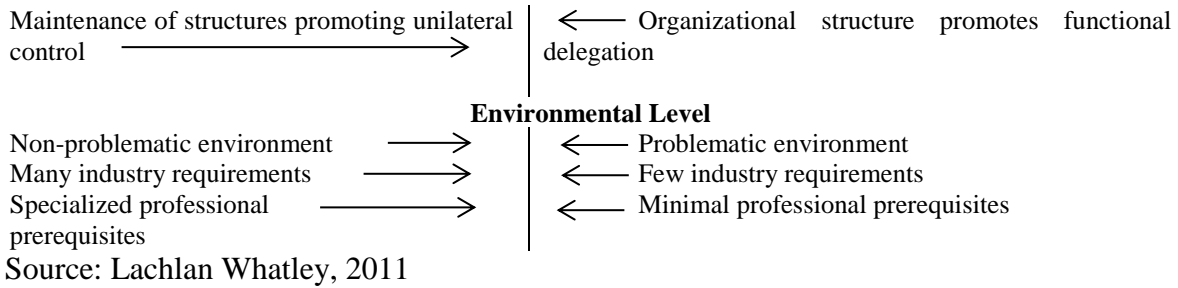 Maintenance of structures promoting unilateral control
Organizational structure promotes functional delegation
Environmental Level
Non-problematic environment
Problematic environment
Many industry requirements
Few industry requirements
Specialized professional prerequisites
Minimal professional prerequisites
Source: Lachlan Whatley, 2011